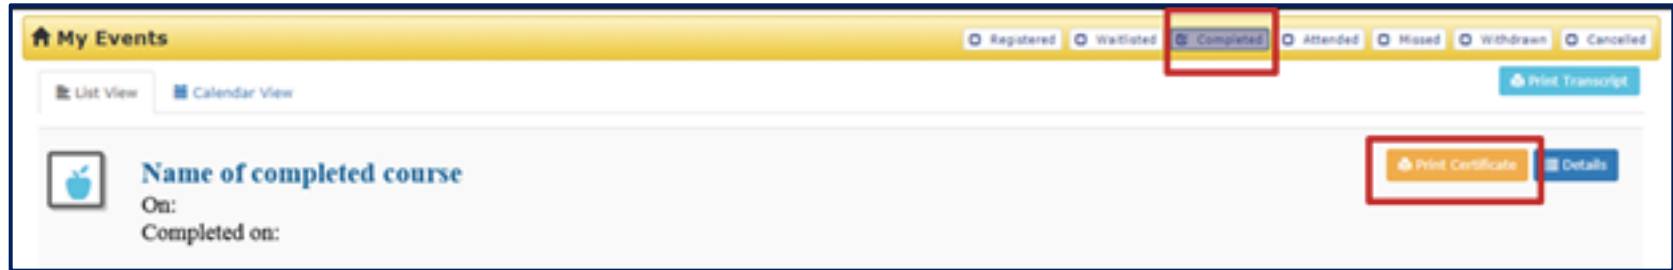 My Events
Registered Waitlisted Completed Attended Missed Withdrawn Cancelled
List View Calendar View
Print Transcript
Name of completed course
Print Certificate Details
On:
Completed on: